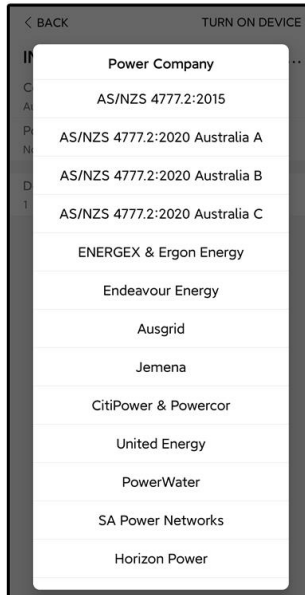 < BACK TURN ON DEVICE
Power Company
AS/NZS 4777.2:2015
AS/NZS 4777.2:2020 Australia A
AS/NZS 4777.2:2020 Australia B
AS/NZS 4777.2:2020 Australia C
ENERGEX & Ergon Energy
Endeavour Energy
Ausgrid
Jemena
CitiPower & Powercor
United Energy
PowerWater
SA Power Networks
Horizon Power
1